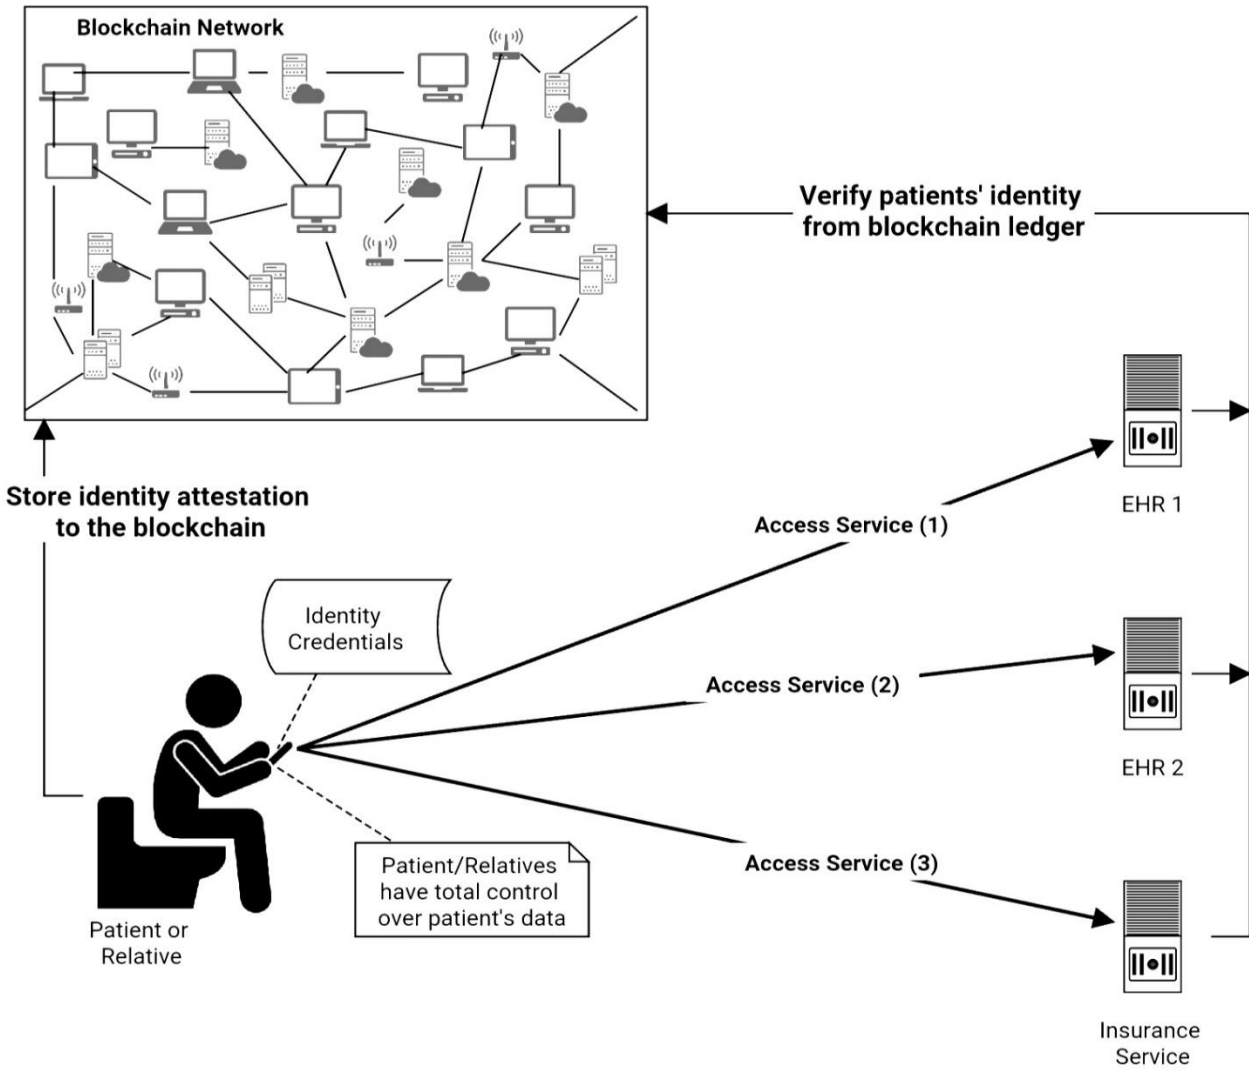 Blockchain Network
Verify patients' identity
from blockchain ledger
Store identity attestation
to the blockchain
EHR 1
Access Service (1)
Identity
Credentials
Access Service (2)
EHR 2
Access Service (3)
Patient/Relatives
have total control
over patient's data
Patient or
Relative
Insurance
Service